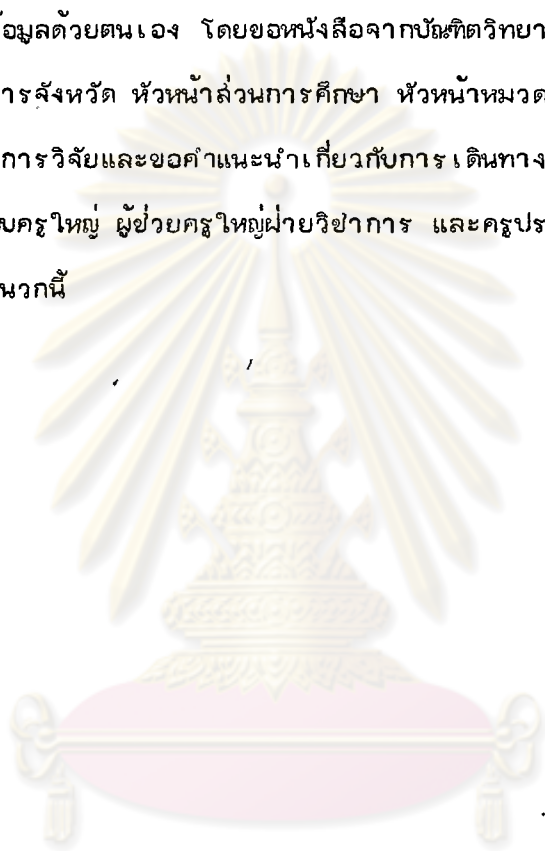 ้อมูลด้วยตนเอง โดยขอหนังสือจากบัณฑิตวิทยา
ารจังหวัด หัวหน้าส่วนการศึกษา หัวหน้าหมวด
การวิจัยและขอคำแนะนำเกี่ยวกับการเดินทาง
บครูใหญ่ ผู้ช่วยครูใหญ่ฝ่ายวิชาการ และครูปร
นวกนี้